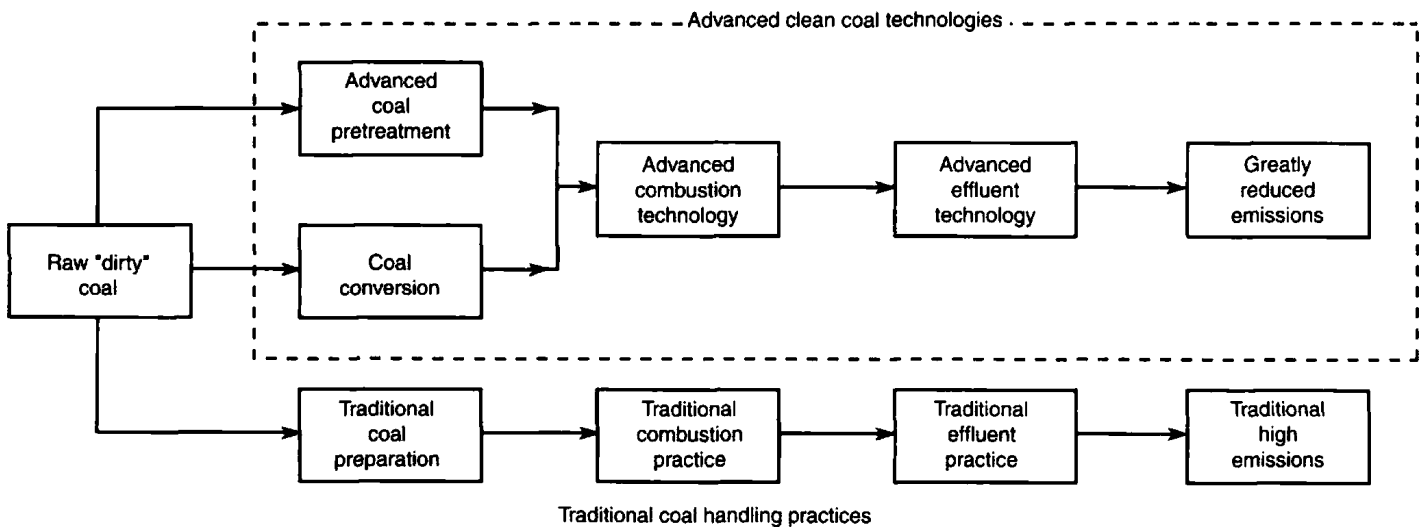 Advanced clean coal technologies
Advanced
coal
pretreatment
Advanced
combustion
technology
Advanced
effluent
technology
Greatly
reduced
emissions
Raw "dirty"
coal
Coal
conversion
Traditional
coal
preparation
Traditional
combustion
practice
Traditional
effluent
practice
Traditional
high
emissions
Traditional coal handling practices